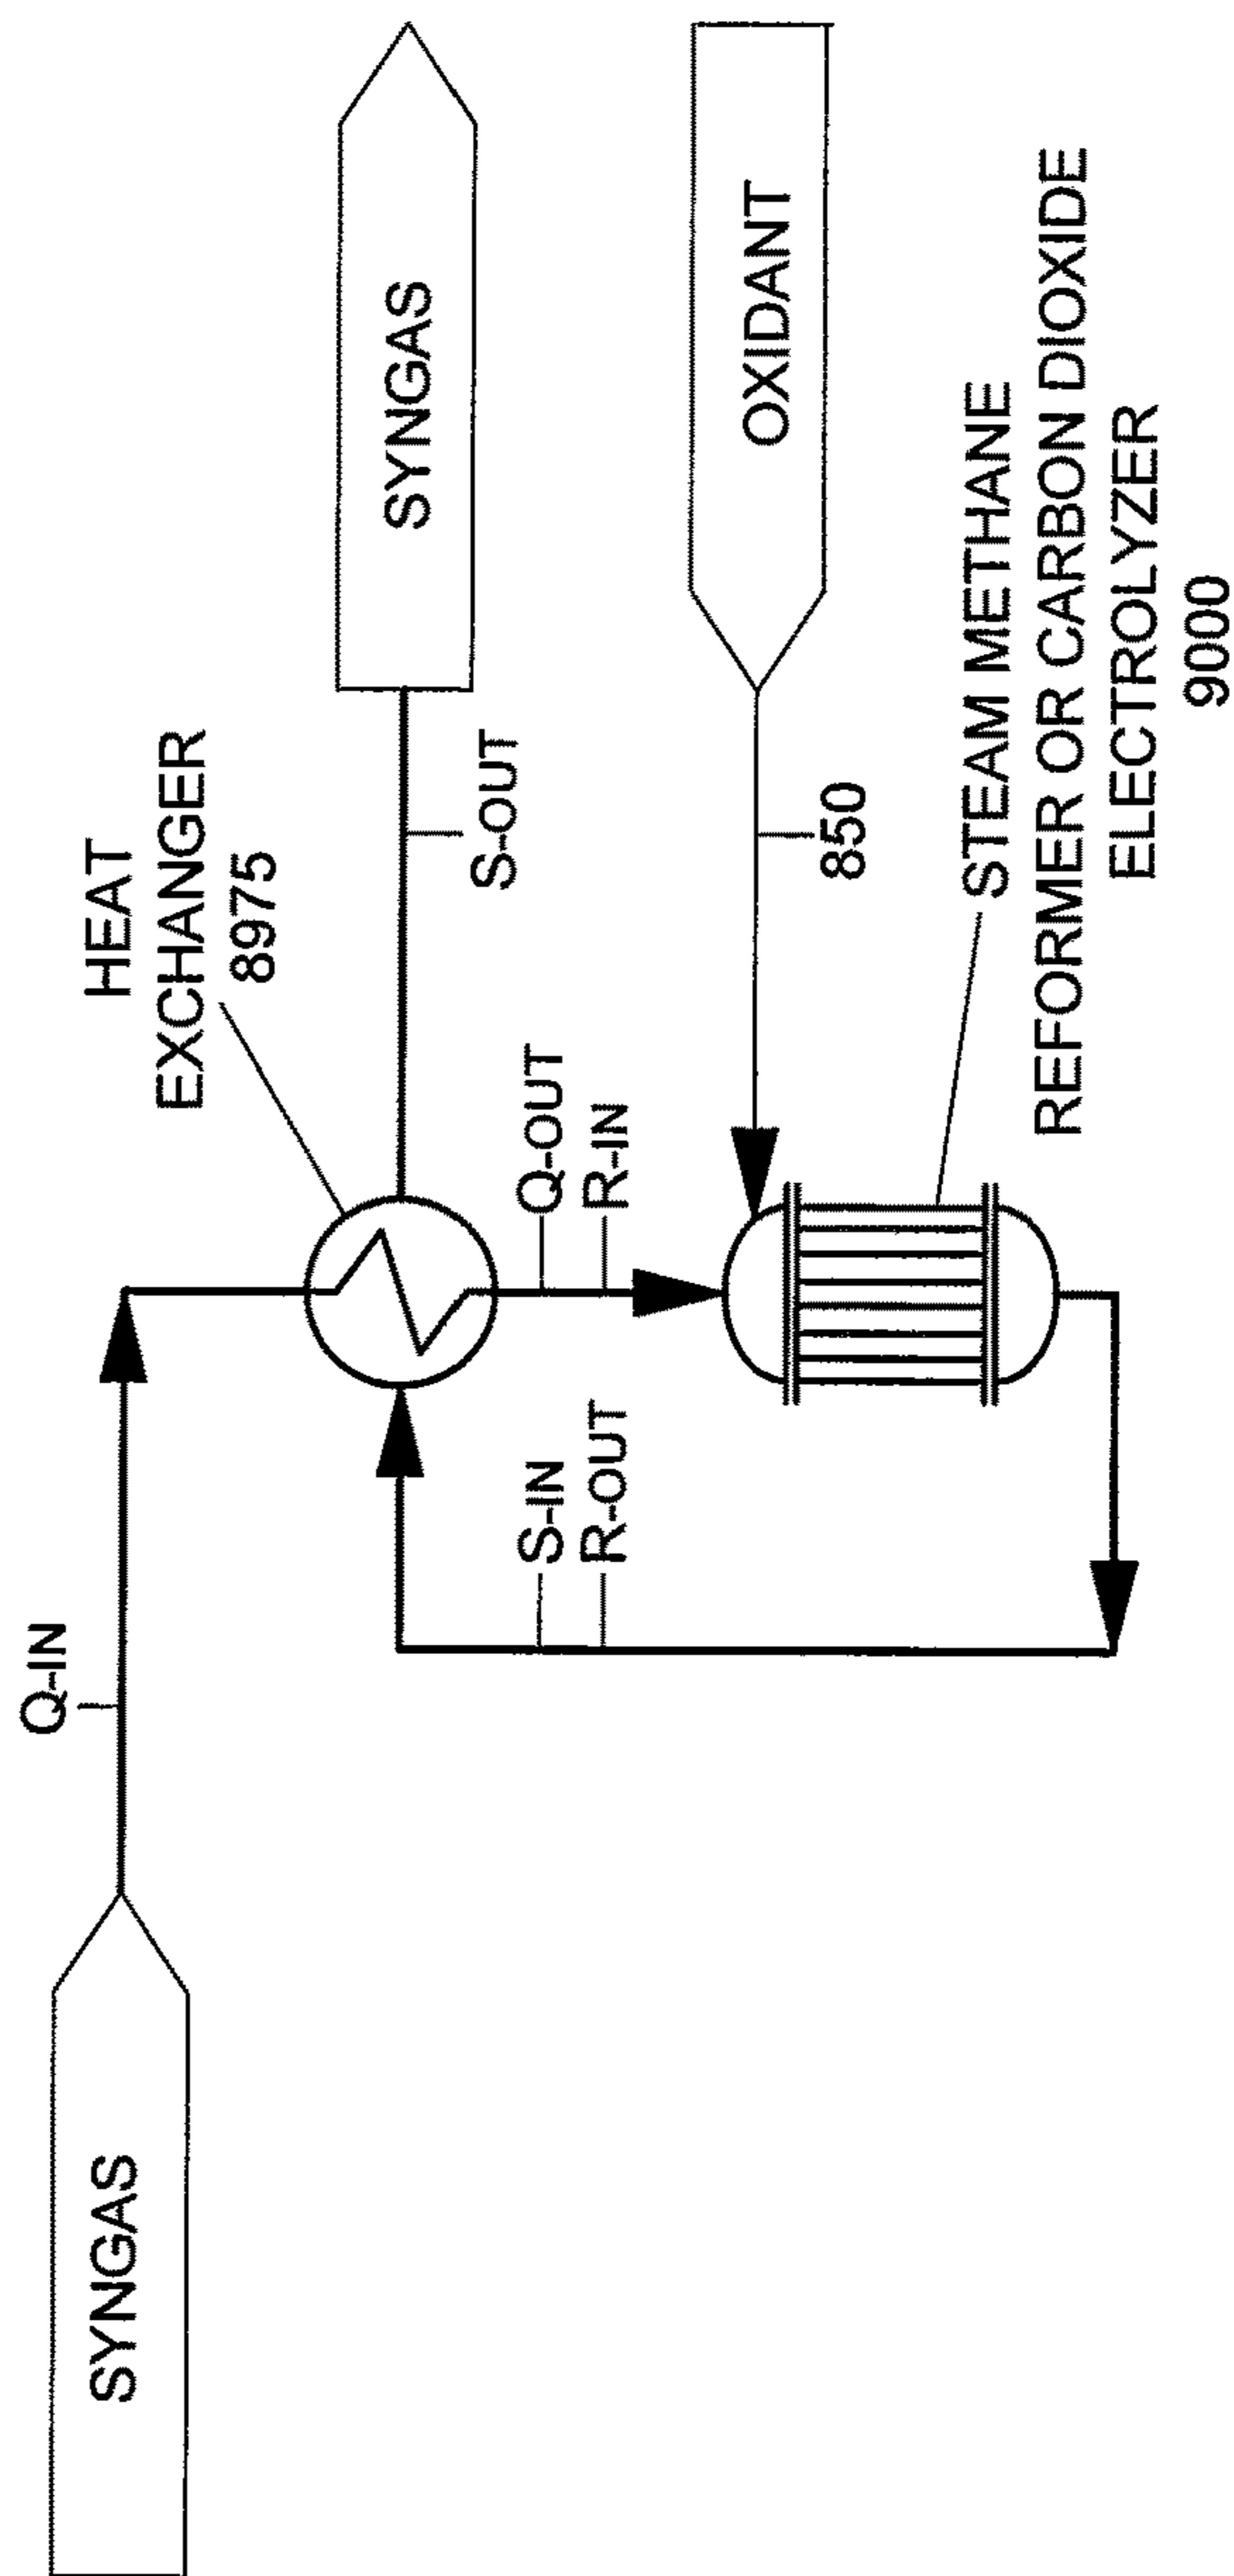 SYNGAS
Q-IN
HEAT
EXCHANGER
8975
SYNGAS
S-OUT
Q-OUT
R-IN
S-IN
R-OUT
OXIDANT
850
STEAM METHANE
REFORMER OR CARBON DIOXIDE
ELECTROLYZER
9000